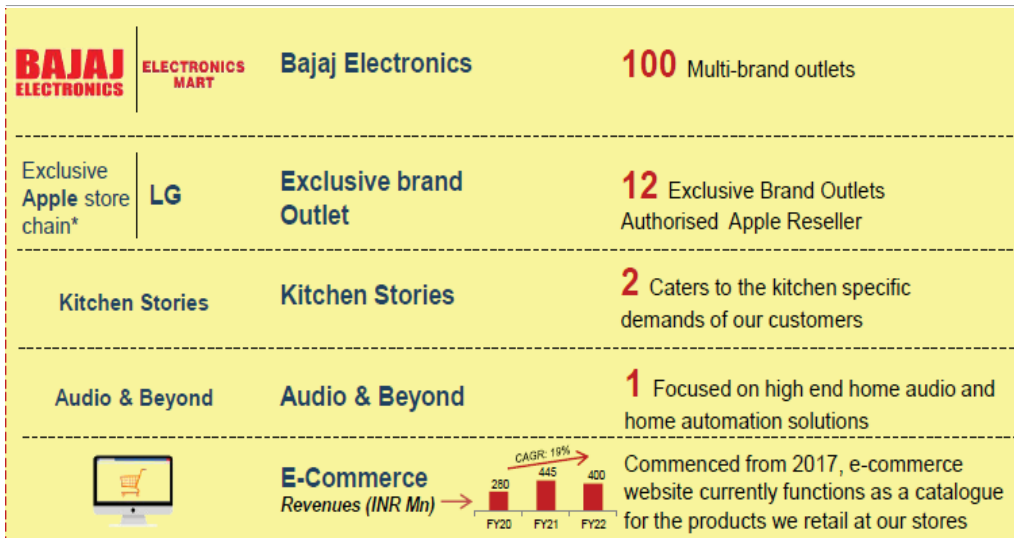 BAJAJ
ELECTRONICS
ELECTRONICS
MART
Bajaj Electronics
100 Multi-brand outlets
Exclusive
Apple store
chain*
LG
Exclusive brand
Outlet
12 Exclusive Brand Outlets
Authorised Apple Reseller
Kitchen Stories
Kitchen Stories
2 Caters to the kitchen specific
demands of our customers
Audio & Beyond
Audio & Beyond
1 Focused on high end home audio and
home automation solutions
E-Commerce
Revenues (INR Mn)
CAGR: 19%
280
445
400
FY20
FY21
FY22
Commenced from 2017, e-commerce
website currently functions as a catalogue
for the products we retail at our stores